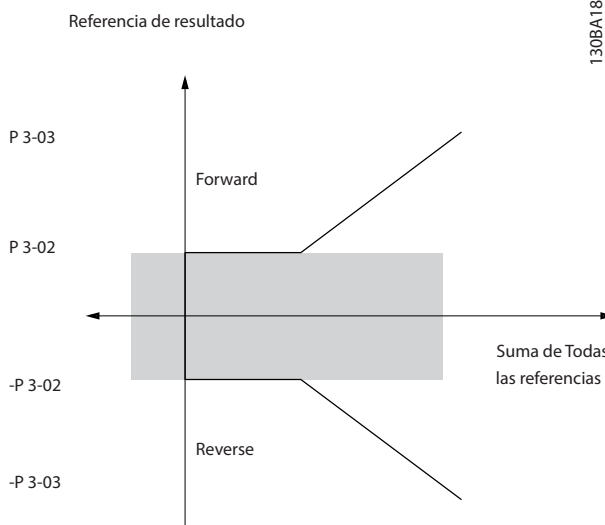 Referencia de resultado
130BA18
P 3-03
Forward
P 3-02
Suma de Todas
las referencias
-P 3-02
Reverse
-P 3-03